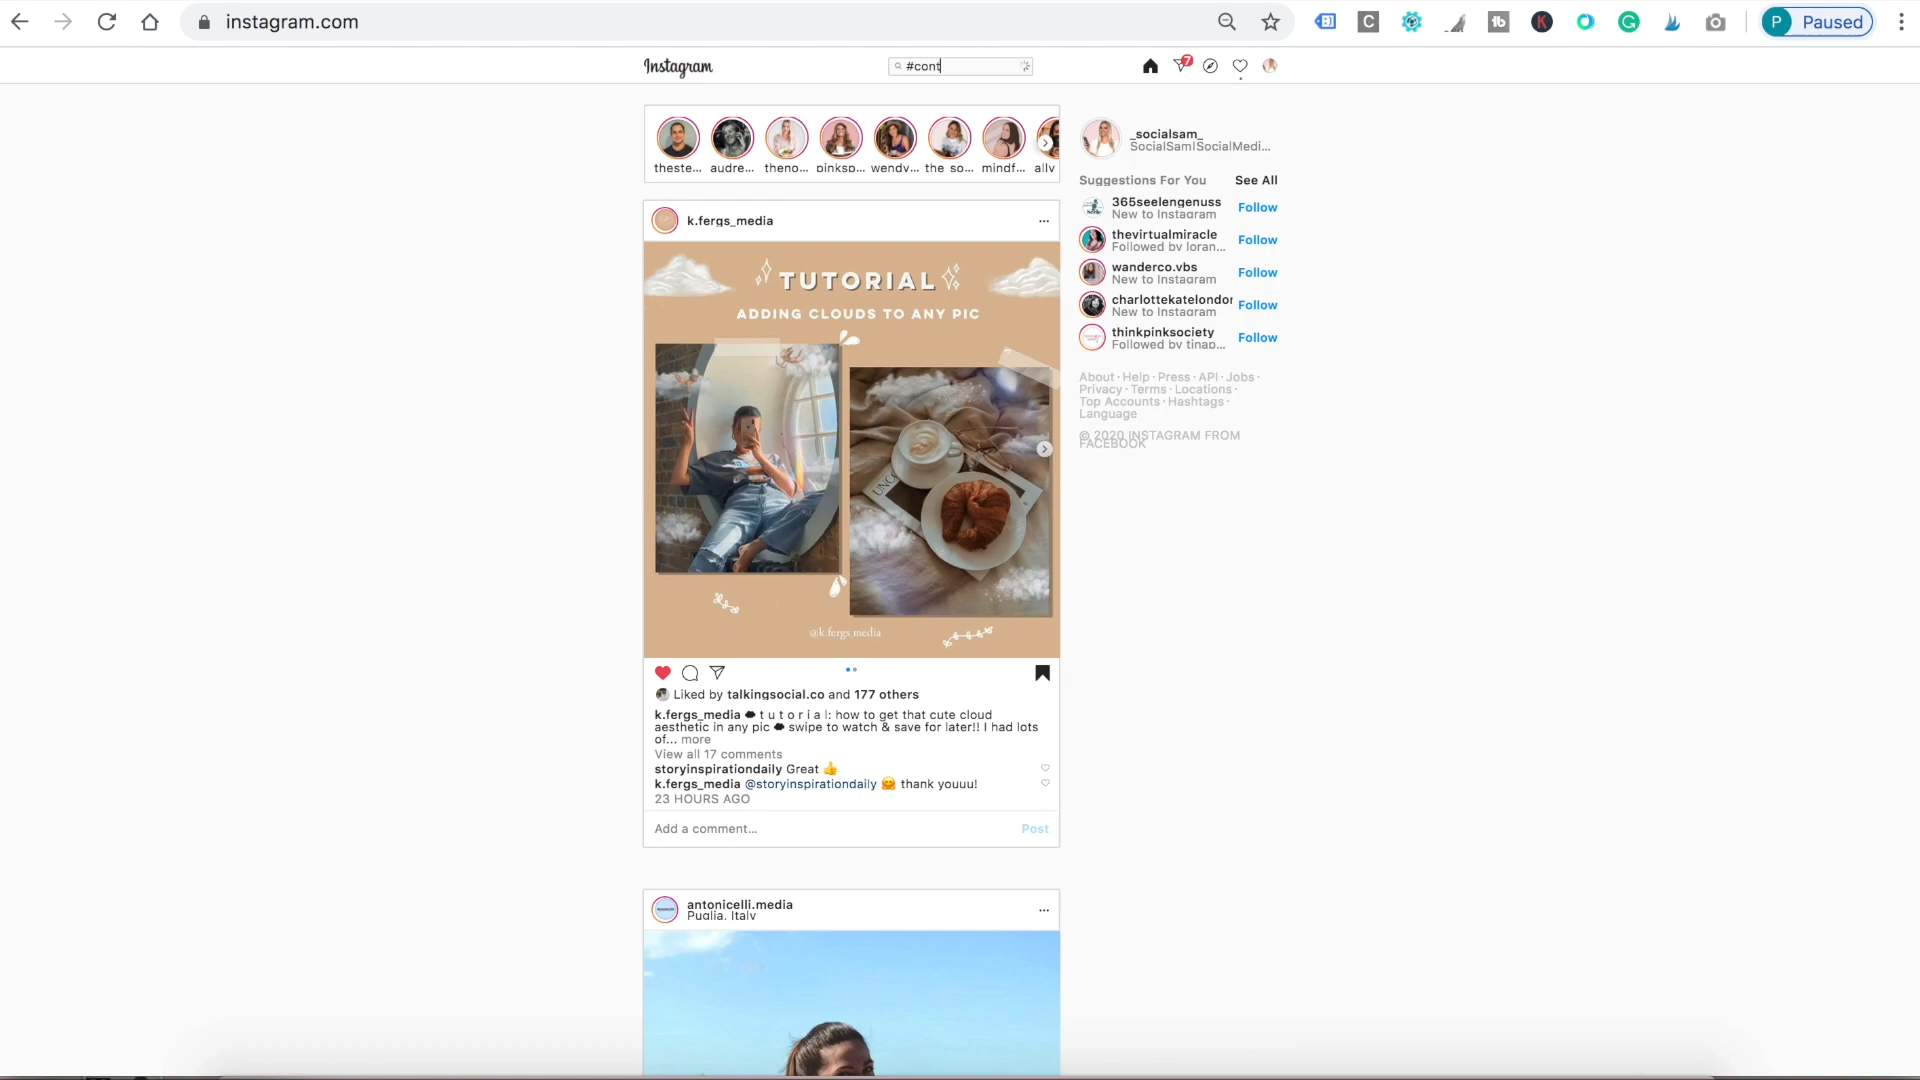 instagram.com
P Paused
Instagram
#cont
7
theste... audre... theno... pinksp... wendy... the so... mindf... ally
_socialsam_
SocialSam|SocialMedi...
Suggestions For You See All
365seelengenuss
New to Instagram
Follow
thevirtualmiracle
Followed by loran...
Follow
wanderco.vbs
New to Instagram
Follow
charlottekatelondon
New to Instagram
Follow
thinkpinksociety
Followed by tinap...
Follow
About · Help · Press · API · Jobs ·
Privacy · Terms · Locations ·
Top Accounts · Hashtags ·
Language
© 2020 INSTAGRAM FROM
FACEBOOK
k.fergs_media
TUTORIAL
ADDING CLOUDS TO ANY PIC
UNCO
@k.fergs_media
Liked by talkingsocial.co and 177 others
k.fergs_media t u t o r i a l: how to get that cute cloud
aesthetic in any pic swipe to watch & save for later!! I had lots
of... more
View all 17 comments
storyinspirationdaily Great 👍
k.fergs_media @storyinspirationdaily 🤗 thank youuu!
23 HOURS AGO
Add a comment... Post
antonicelli.media
Puglia, Italy